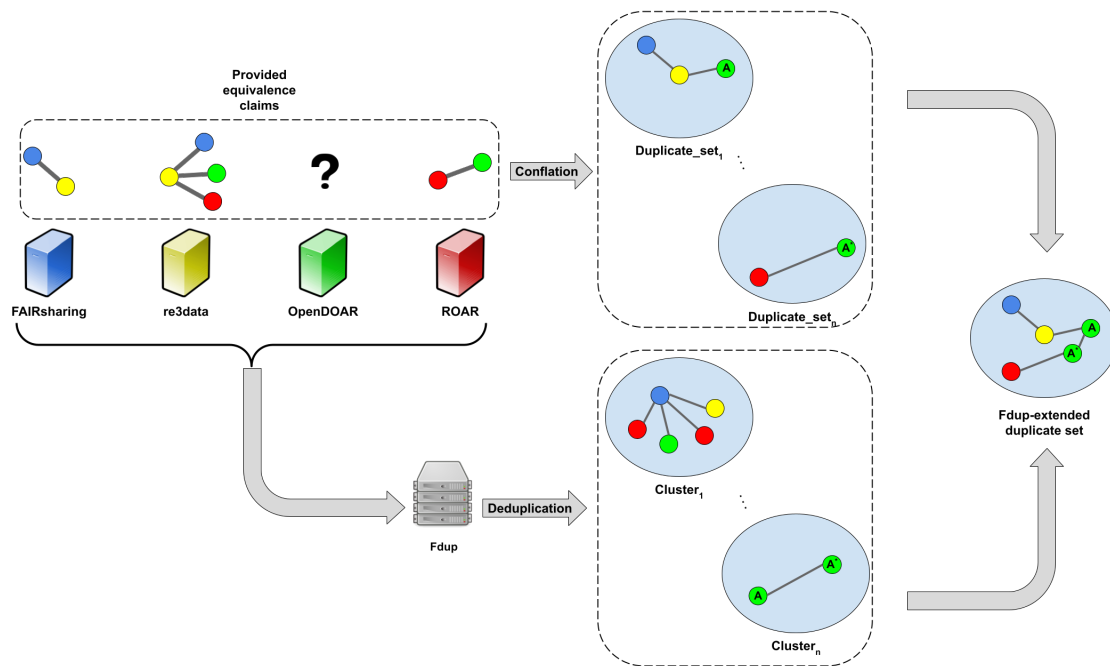 Provided
equivalence
claims
?
FAIRsharing
re3data
OpenDOAR
ROAR
Conflation
A
Duplicate_set1
A'
Duplicate_setn
A
A'
Fdup-extended
duplicate set
Fdup
Deduplication
Cluster1
A
A'
Clustern